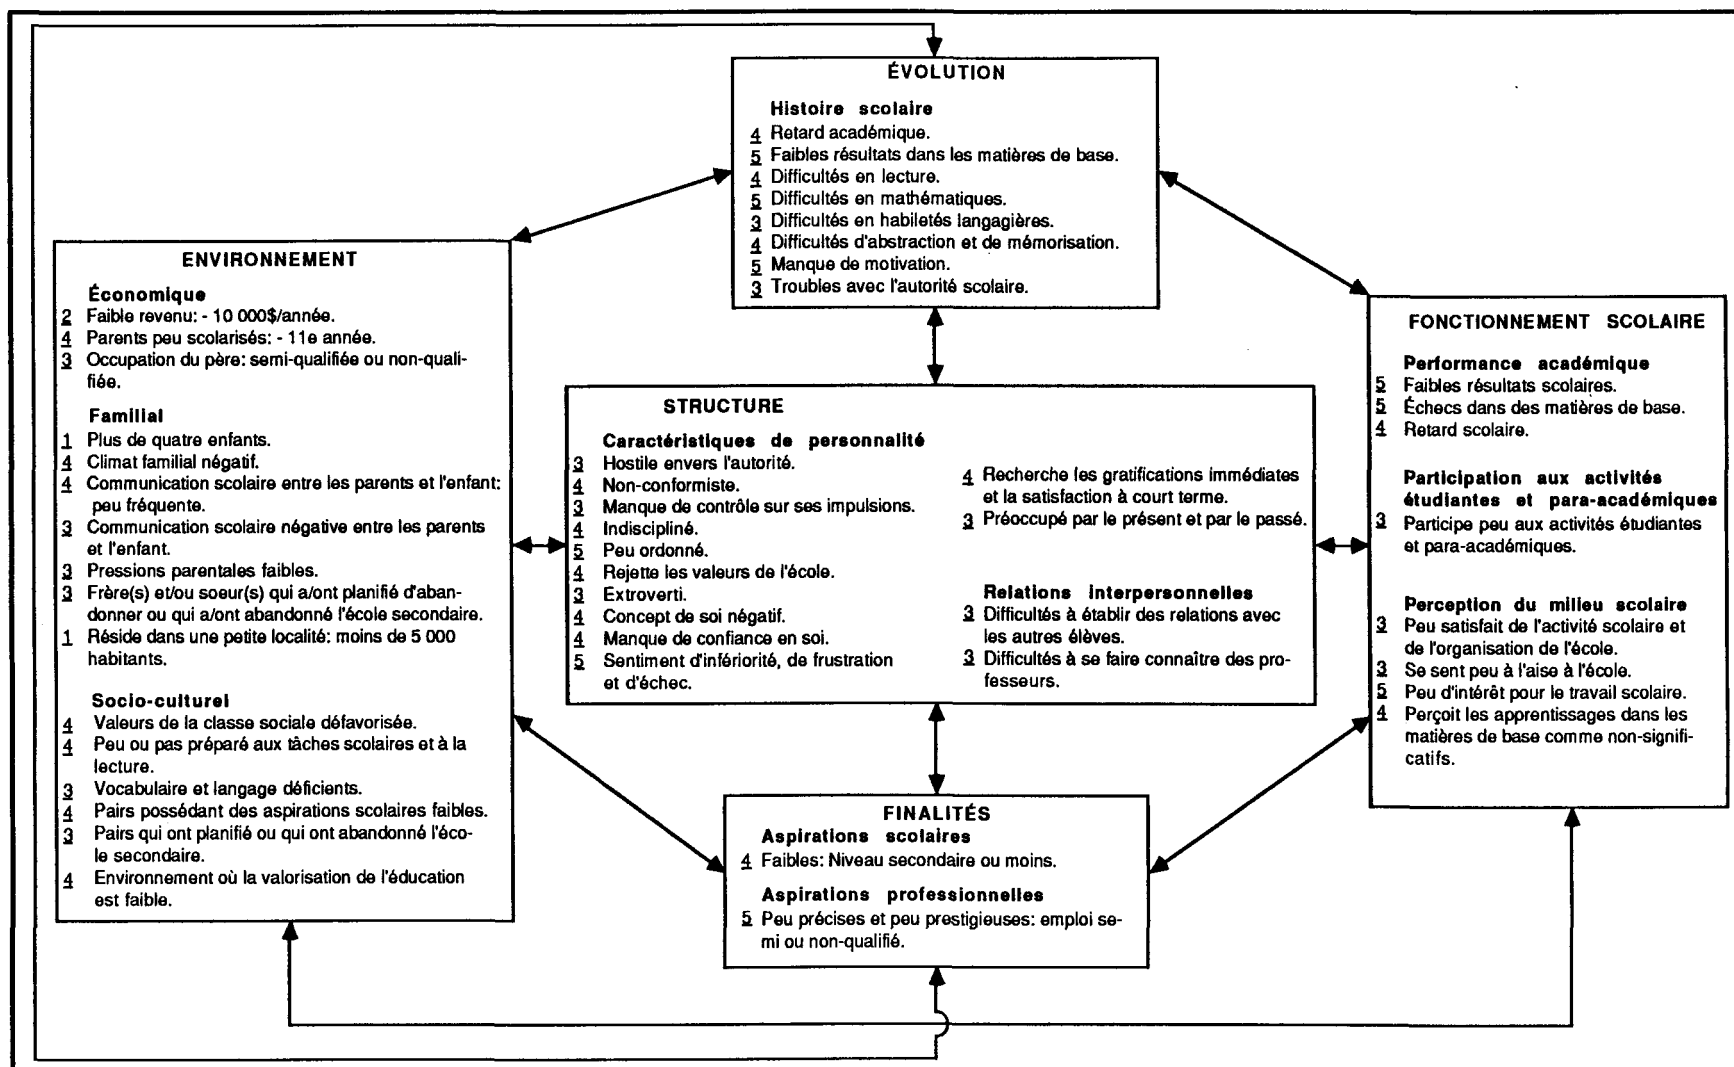 ÉVOLUTION
Histoire scolaire
4 Retard académique.
5 Faibles résultats dans les matières de base.
4 Difficultés en lecture.
5 Difficultés en mathématiques.
3 Difficultés en habiletés langagières.
4 Difficultés d'abstraction et de mémorisation.
5 Manque de motivation.
3 Troubles avec l'autorité scolaire.
ENVIRONNEMENT
Économique
2 Faible revenu: - 10 000$/année.
4 Parents peu scolarisés: - 11e année.
3 Occupation du père: semi-qualifiée ou non-quali-
fiée.
Familial
1 Plus de quatre enfants.
4 Climat familial négatif.
4 Communication scolaire entre les parents et l'enfant:
peu fréquente.
3 Communication scolaire négative entre les parents
et l'enfant.
3 Pressions parentales faibles.
3 Frère(s) et/ou soeur(s) qui a/ont planifié d'aban-
donner ou qui a/ont abandonné l'école secondaire.
1 Réside dans une petite localité: moins de 5 000
habitants.
Socio-culturel
4 Valeurs de la classe sociale défavorisée.
4 Peu ou pas préparé aux tâches scolaires et à la
lecture.
3 Vocabulaire et langage déficients.
4 Pairs possédant des aspirations scolaires faibles.
3 Pairs qui ont planifié ou qui ont abandonné l'éco-
le secondaire.
4 Environnement où la valorisation de l'éducation
est faible.
STRUCTURE
Caractéristiques de personnalité
3 Hostile envers l'autorité.
4 Non-conformiste.
3 Manque de contrôle sur ses impulsions.
4 Indiscipliné.
5 Peu ordonné.
4 Rejette les valeurs de l'école.
3 Extroverti.
4 Concept de soi négatif.
4 Manque de confiance en soi.
5 Sentiment d'infériorité, de frustration
et d'échec.
4 Recherche les gratifications immédiates
et la satisfaction à court terme.
3 Préoccupé par le présent et par le passé.
Relations interpersonnelles
3 Difficultés à établir des relations avec
les autres élèves.
3 Difficultés à se faire connaître des pro-
fesseurs.
FONCTIONNEMENT SCOLAIRE
Performance académique
5 Faibles résultats scolaires.
5 Échecs dans des matières de base.
4 Retard scolaire.
Participation aux activités
étudiantes et para-académiques
3 Participe peu aux activités étudiantes
et para-académiques.
Perception du milieu scolaire
3 Peu satisfait de l'activité scolaire et
de l'organisation de l'école.
3 Se sent peu à l'aise à l'école.
5 Peu d'intérêt pour le travail scolaire.
4 Perçoit les apprentissages dans les
matières de base comme non-signifi-
catifs.
FINALITÉS
Aspirations scolaires
4 Faibles: Niveau secondaire ou moins.
Aspirations professionnelles
5 Peu précises et peu prestigieuses: emploi se-
mi ou non-qualifié.